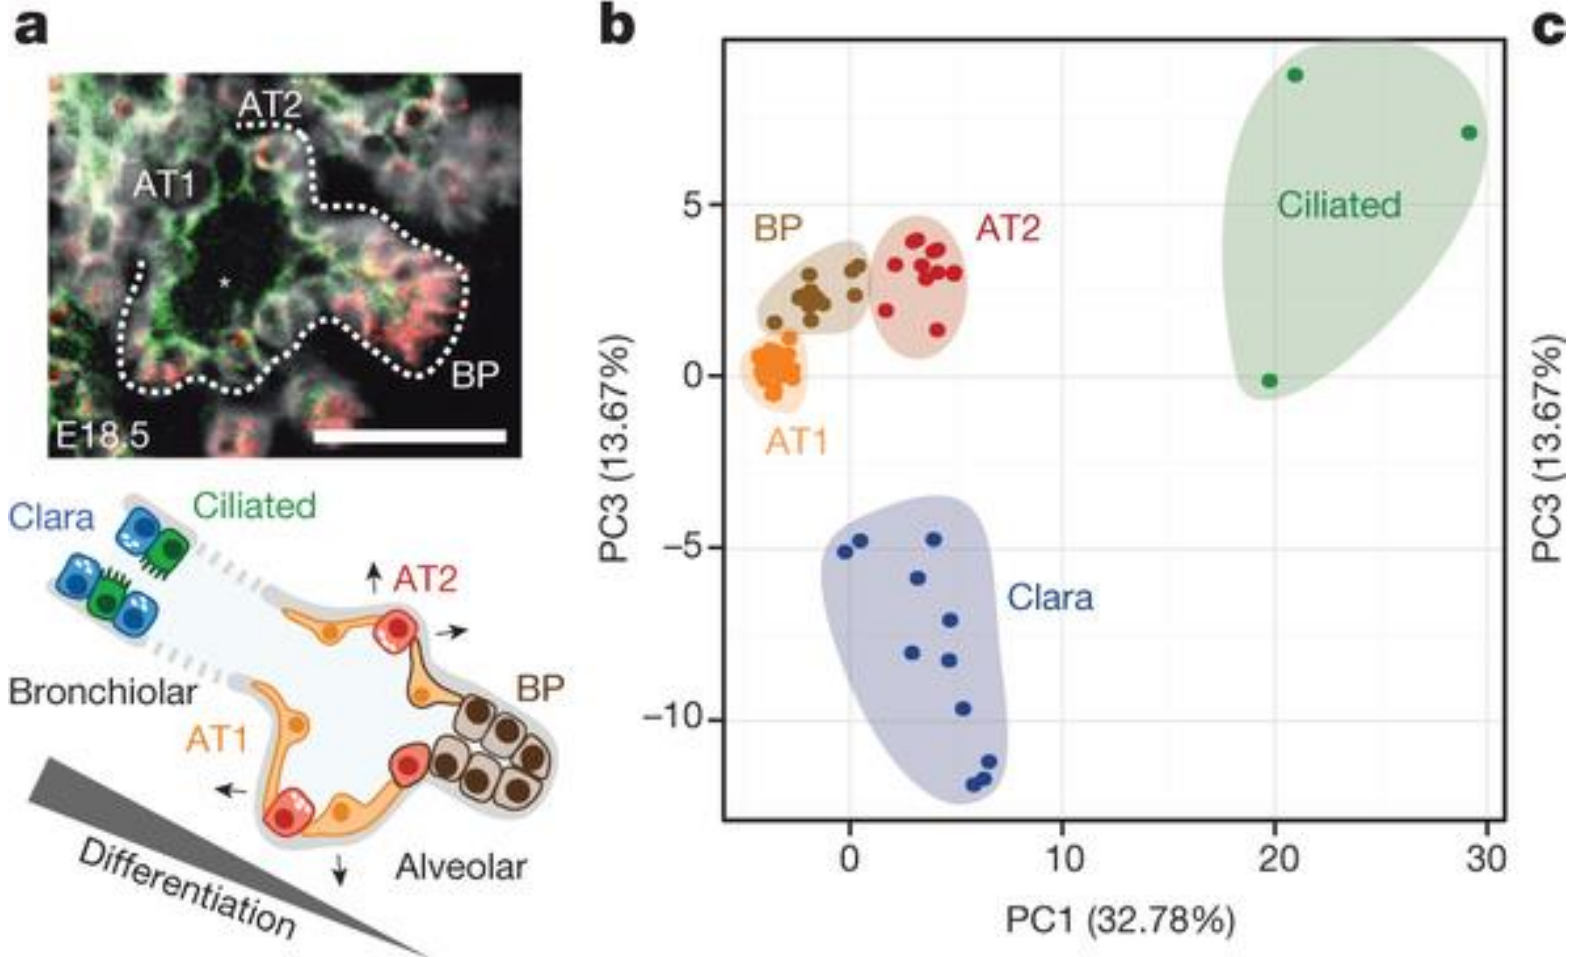 a
AT2
AT1
*
BP
E18.5
Clara
Ciliated
AT2
BP
Bronchiolar
AT1
Alveolar
Differentiation
b
PC3 (13.67%)
5
0
−5
−10
BP
AT2
Ciliated
AT1
Clara
0
10
20
30
PC1 (32.78%)
c
PC3 (13.67%)